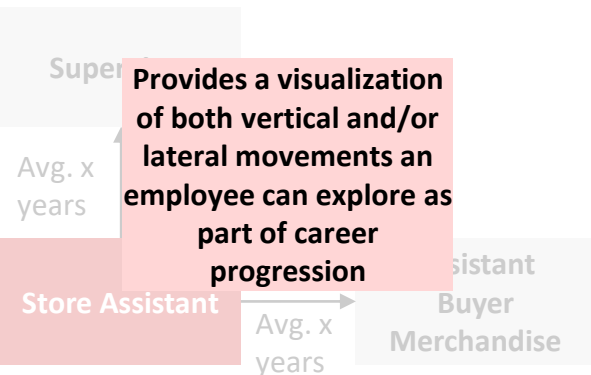 Provides a visualization
of both vertical and/or
lateral movements an
employee can explore as
part of career
progression
Avg. x
years
Store Assistant
Avg. x
years
Buyer
Merchandise